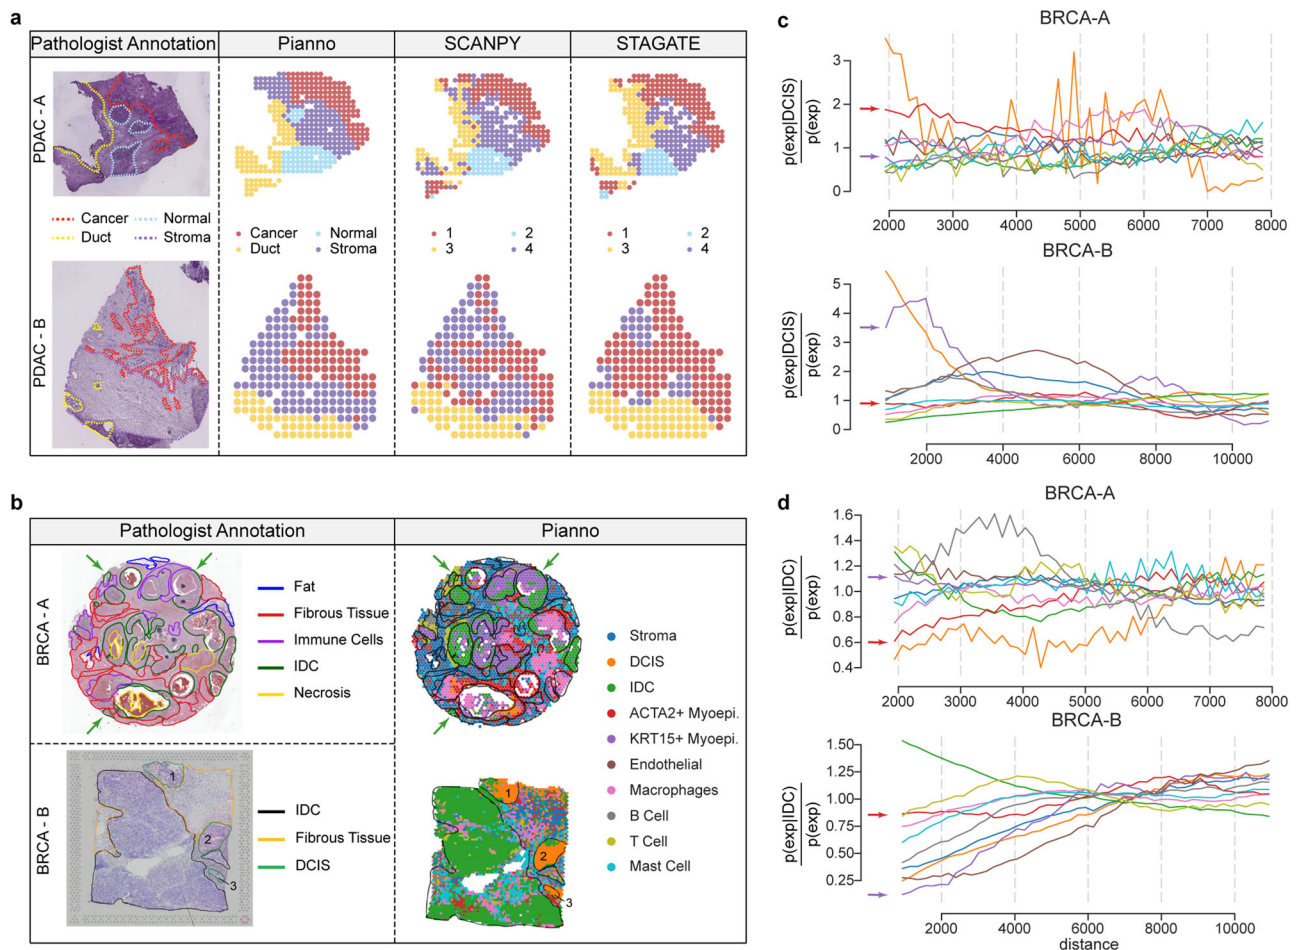 a
Pathologist Annotation
Pianno
SCANPY
STAGATE
PDAC - A
Cancer
Normal
Duct
Stroma
Cancer
Normal
Duct
Stroma
1
2
3
4
1
2
3
4
PDAC - B
b
Pathologist Annotation
Pianno
BRCA - A
Fat
Fibrous Tissue
Immune Cells
IDC
Necrosis
BRCA - B
1
2
3
IDC
Fibrous Tissue
DCIS
1
2
3
Stroma
DCIS
IDC
ACTA2+ Myoepi.
KRT15+ Myoepi.
Endothelial
Macrophages
B Cell
T Cell
Mast Cell
c
BRCA-A
p(exp|DCIS)
p(exp)
3
2
1
0
2000 3000 4000 5000 6000 7000 8000
BRCA-B
p(exp|DCIS)
p(exp)
5
4
3
2
1
0
2000 4000 6000 8000 10000
d
BRCA-A
p(exp|IDC)
p(exp)
1.6
1.4
1.2
1.0
0.8
0.6
0.4
2000 3000 4000 5000 6000 7000 8000
BRCA-B
p(exp|IDC)
p(exp)
1.50
1.25
1.00
0.75
0.50
0.25
2000 4000 6000 8000 10000
distance